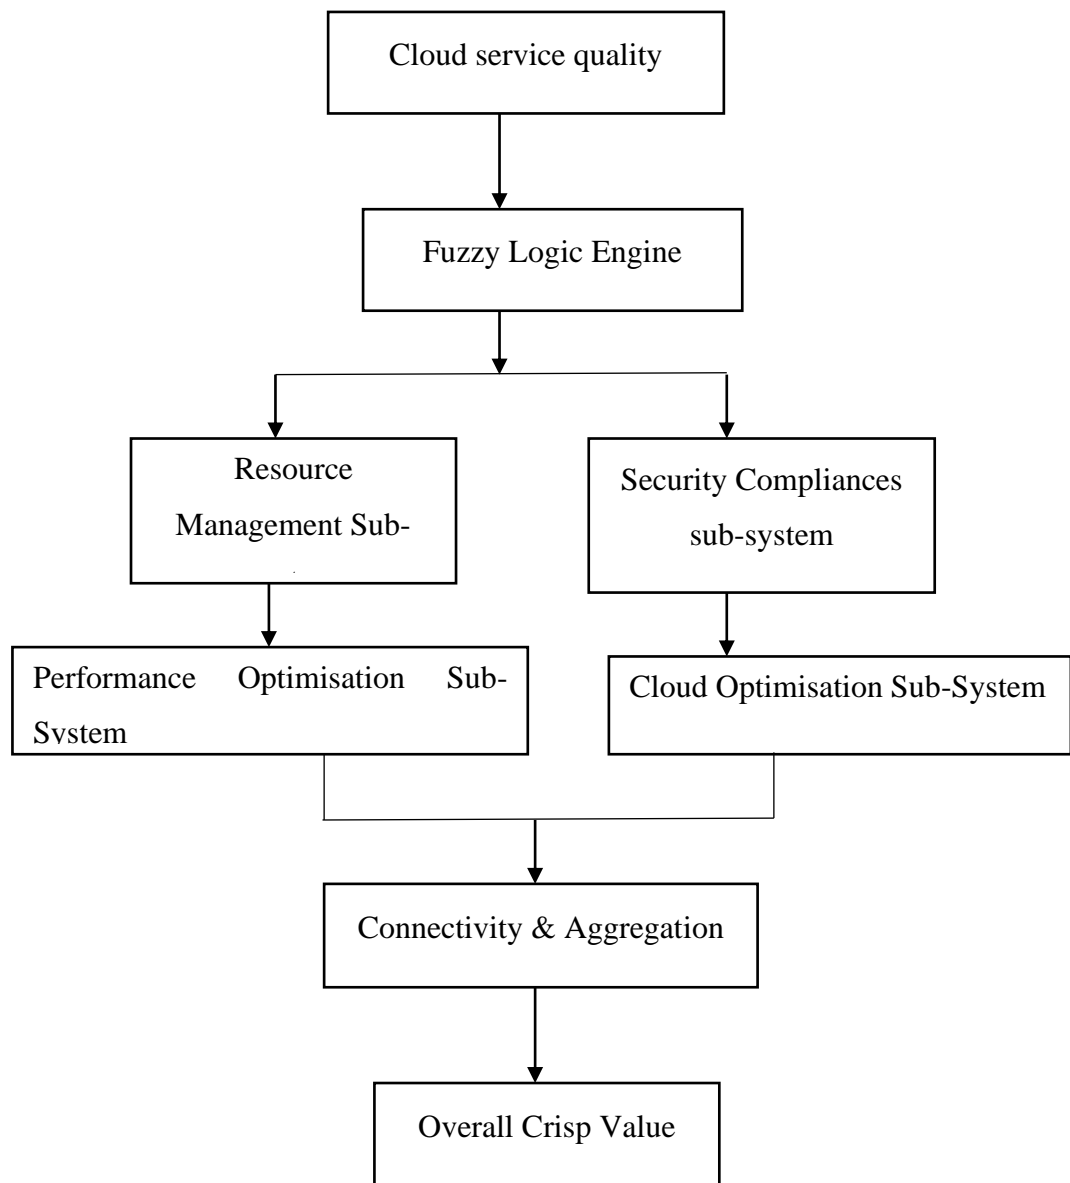 Cloud service quality
Fuzzy Logic Engine
Resource
Management Sub-
Security Compliances
sub-system
Performance Optimisation Sub-
System
Cloud Optimisation Sub-System
Connectivity & Aggregation
Overall Crisp Value